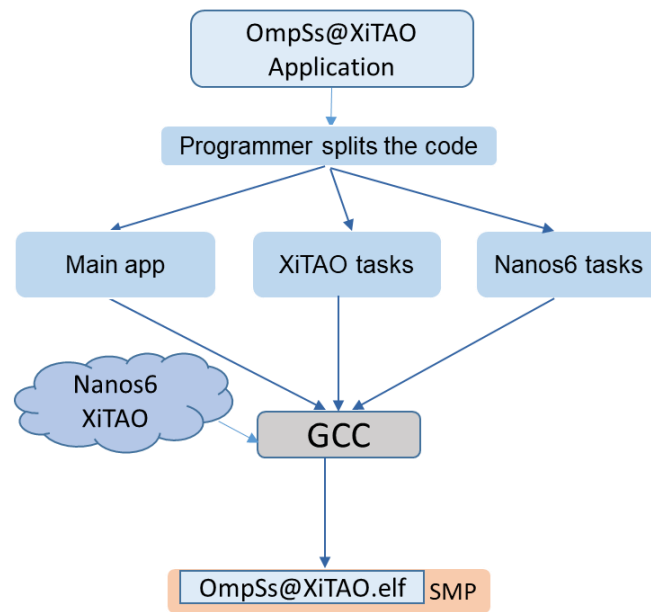 OmpSs@XiTAO
Application
Programmer splits the code
Main app
XiTAO tasks
Nanos6 tasks
Nanos6
XiTAO
GCC
OmpSs@XiTAO.elf
SMP